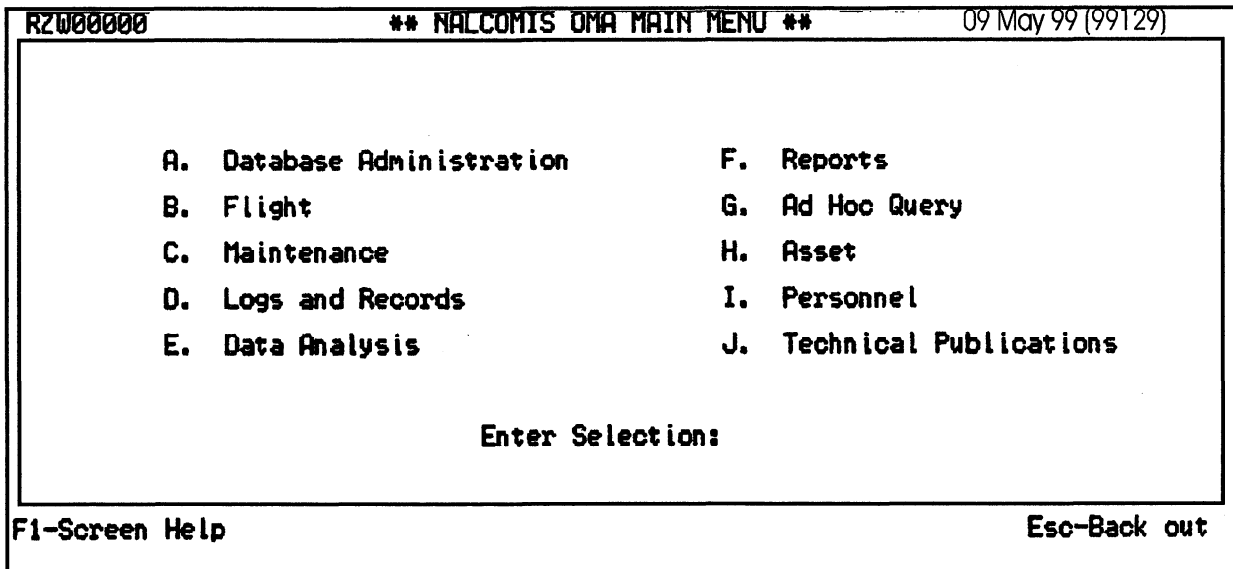 RZW00000 ** NALCOMIS OMA MAIN MENU ** 09 May 99 (99129)
A. Database Administration F. Reports
B. Flight G. Ad Hoc Query
C. Maintenance H. Asset
D. Logs and Records I. Personnel
E. Data Analysis J. Technical Publications
Enter Selection:
F1-Screen Help Esc-Back out